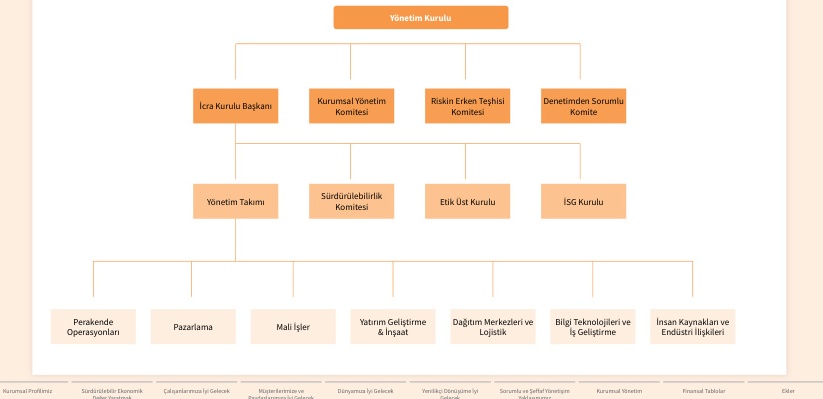 Yönetim Kurulu
İcra Kurulu Başkanı
Kurumsal Yönetim
Komitesi
Riskin Erken Teşhisi
Komitesi
Denetimden Sorumlu
Komite
Yönetim Takımı
Sürdürülebilirlik
Komitesi
Etik Üst Kurulu
İSG Kurulu
Perakende
Operasyonları
Pazarlama
Mali İşler
Yatırım Geliştirme
& İnşaat
Dağıtım Merkezleri ve
Lojistik
Bilgi Teknolojileri ve
İş Geliştirme
İnsan Kaynakları ve
Endüstri İlişkileri
Kurumsal Profilimiz
Sürdürülebilir Ekonomik
Değer Yaratmak
Çalışanlarımıza İyi Gelecek
Müşterilerimize ve
Paydaşlarımıza İyi Gelecek
Dünyamıza İyi Gelecek
Yenilikçi Dönüşüme İyi
Gelecek
Sorumlu ve Şeffaf Yönetişim
Yaklaşımımız
Kurumsal Yönetim
Finansal Tablolar
Ekler